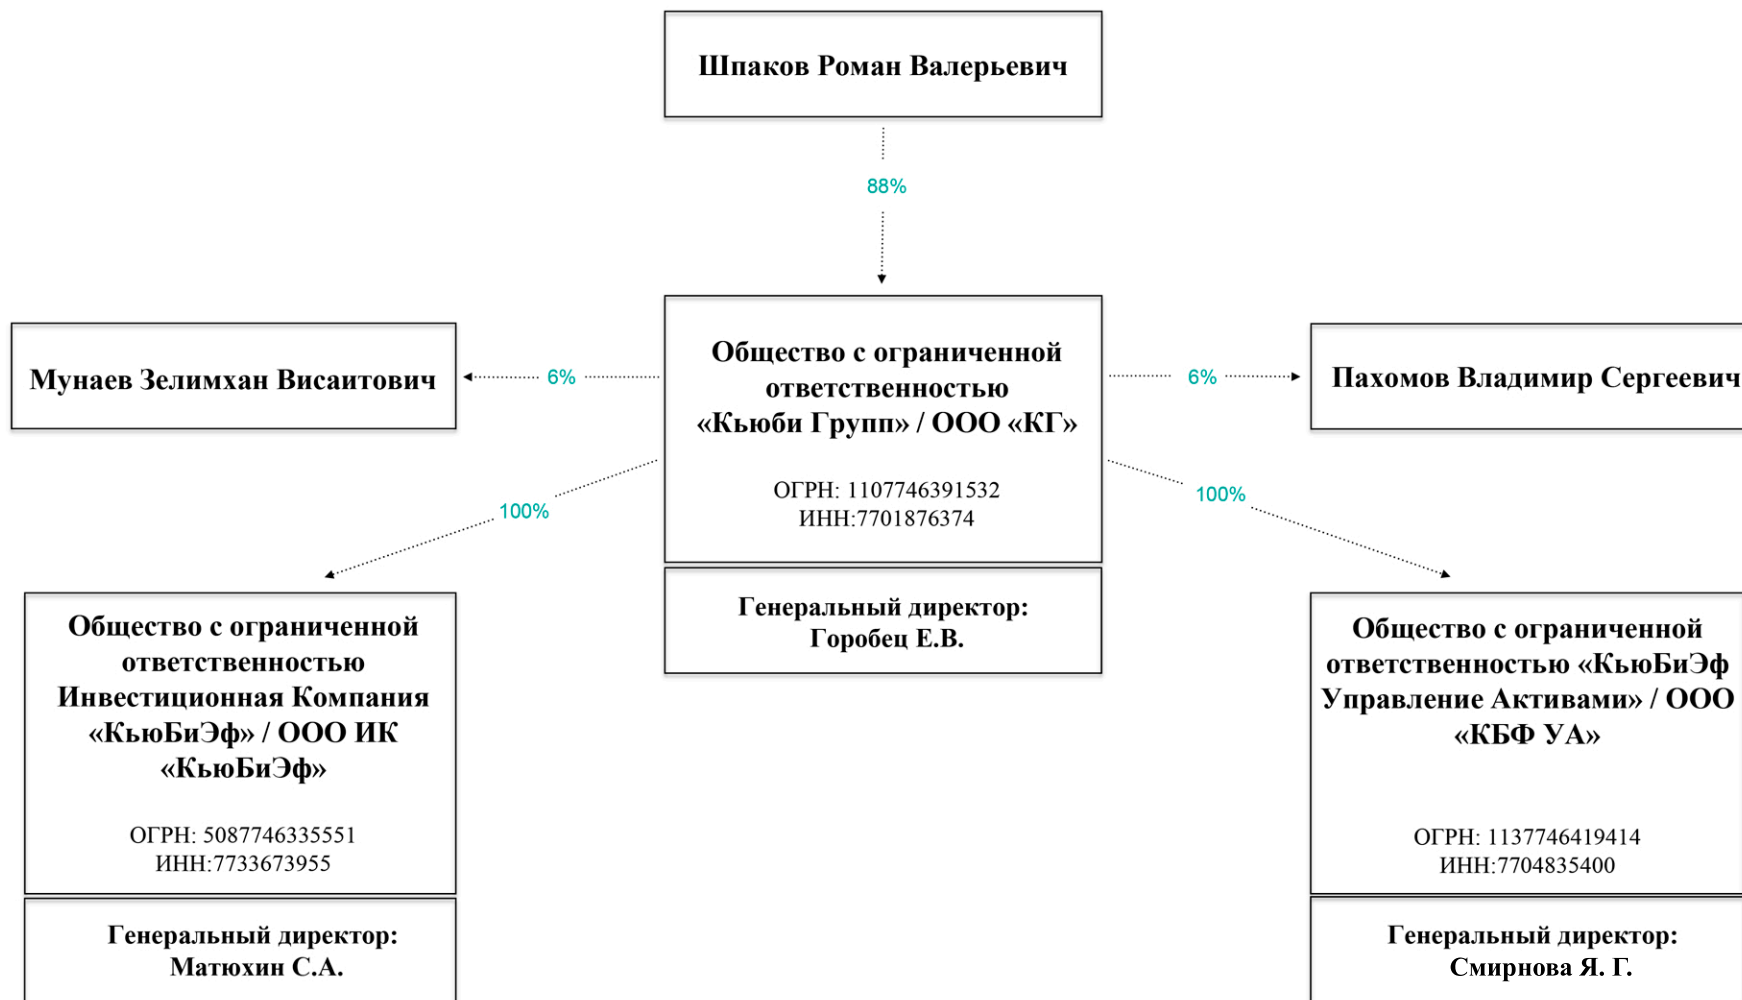 Шпаков Роман Валерьевич
88%
Мунаев Зелимхан Висаитович
6%
Общество с ограниченной
ответственностью
«Кьюби Групп» / ООО «КГ»
ОГРН: 1107746391532
ИНН:7701876374
6%
Пахомов Владимир Сергеевич
100%
100%
Генеральный директор:
Горобец Е.В.
Общество с ограниченной
ответственностью
Инвестиционная Компания
«КьюБиЭф» / ООО ИК
«КьюБиЭф»
ОГРН: 5087746335551
ИНН:7733673955
Генеральный директор:
Матюхин С.А.
Общество с ограниченной
ответственностью «КьюБиЭф
Управление Активами» / ООО
«КБФ УА»
ОГРН: 1137746419414
ИНН:7704835400
Генеральный директор:
Смирнова Я. Г.